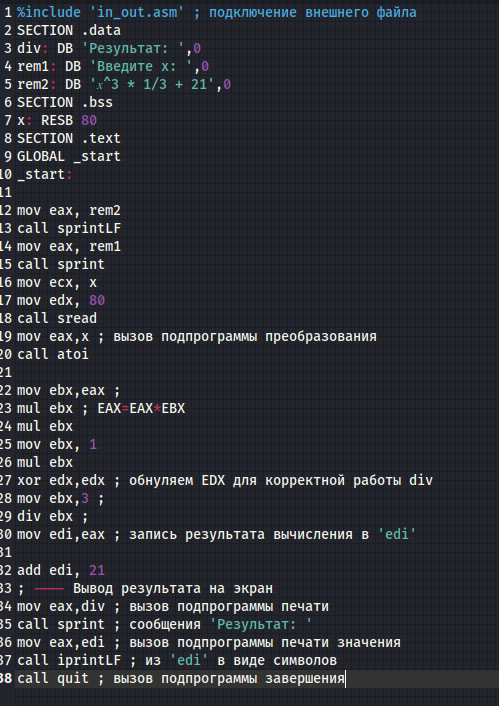 1 %include 'in_out.asm' ; подключение внешнего файла
2 SECTION .data
3 div: DB 'Результат: ',0
4 rem1: DB 'Введите x: ',0
5 rem2: DB '𝑥^3 * 1/3 + 21',0
6 SECTION .bss
7 x: RESB 80
8 SECTION .text
9 GLOBAL _start
10 _start:
11
12 mov eax, rem2
13 call sprintLF
14 mov eax, rem1
15 call sprint
16 mov ecx, x
17 mov edx, 80
18 call sread
19 mov eax,x ; вызов подпрограммы преобразования
20 call atoi
21
22 mov ebx,eax ;
23 mul ebx ; EAX=EAX*EBX
24 mul ebx
25 mov ebx, 1
26 mul ebx
27 xor edx,edx ; обнуляем EDX для корректной работы div
28 mov ebx,3 ;
29 div ebx ;
30 mov edi,eax ; запись результата вычисления в 'edi'
31
32 add edi, 21
33 ; ---- Вывод результата на экран
34 mov eax,div ; вызов подпрограммы печати
35 call sprint ; сообщения 'Результат: '
36 mov eax,edi ; вызов подпрограммы печати значения
37 call iprintLF ; из 'edi' в виде символов
38 call quit ; вызов подпрограммы завершения